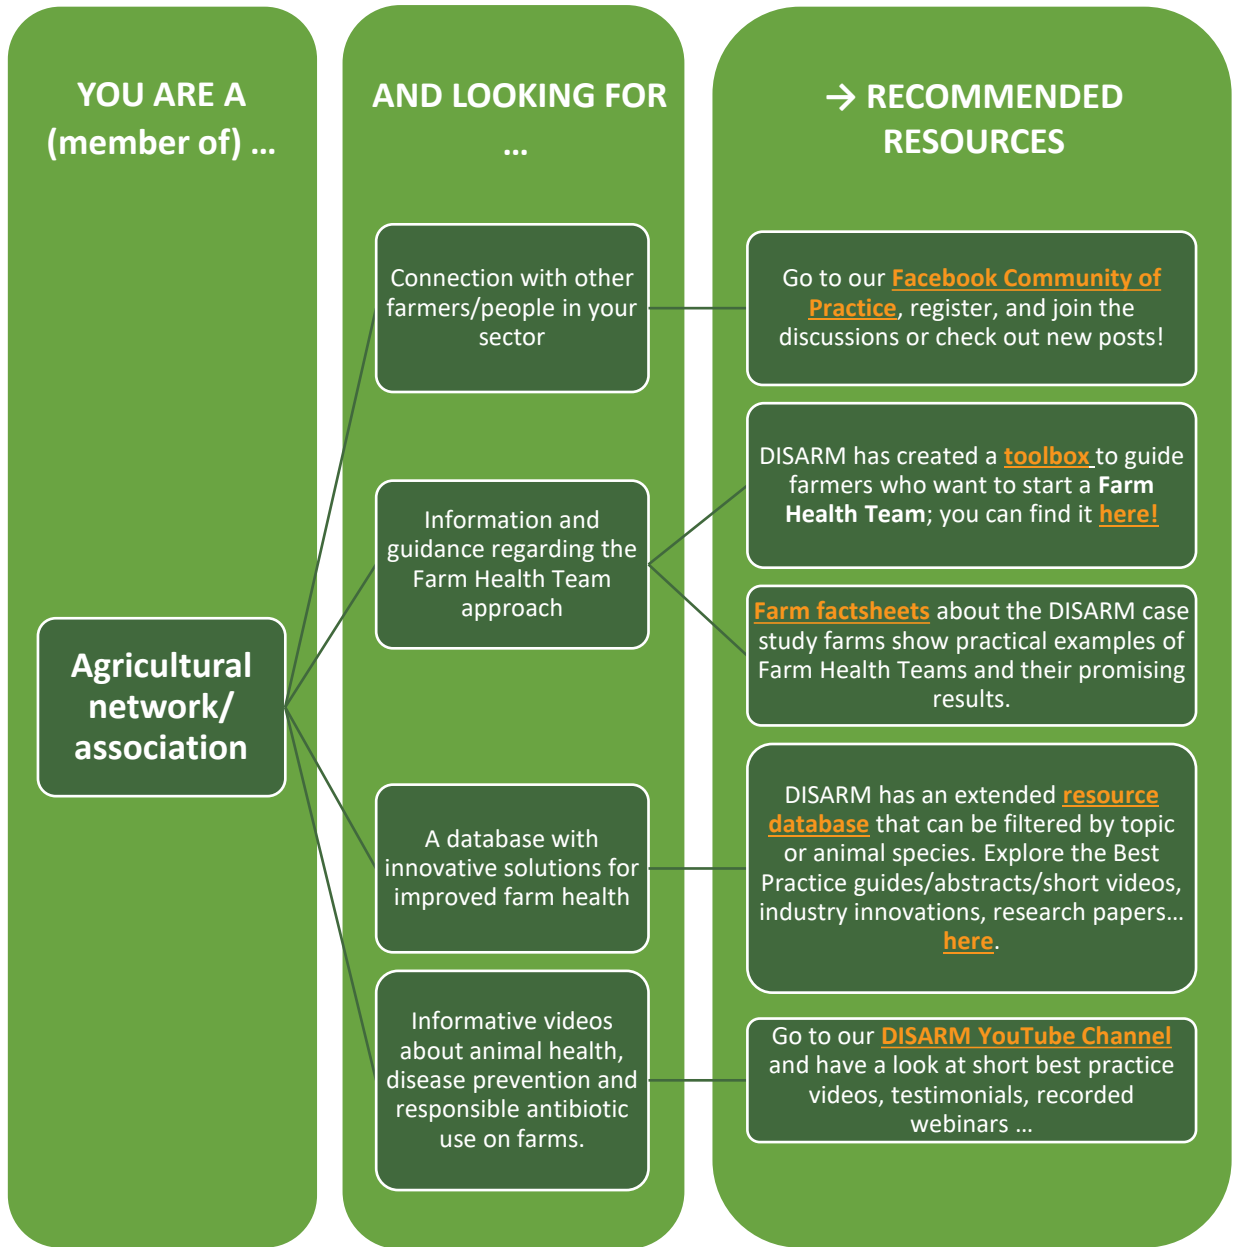 YOU ARE A
(member of) …
AND LOOKING FOR
…
→ RECOMMENDED
RESOURCES
Agricultural
network/
association
Connection with other
farmers/people in your
sector
Go to our Facebook Community of
Practice, register, and join the
discussions or check out new posts!
Information and
guidance regarding the
Farm Health Team
approach
DISARM has created a toolbox to guide
farmers who want to start a Farm
Health Team; you can find it here!
Farm factsheets about the DISARM case
study farms show practical examples of
Farm Health Teams and their promising
results.
A database with
innovative solutions for
improved farm health
DISARM has an extended resource
database that can be filtered by topic
or animal species. Explore the Best
Practice guides/abstracts/short videos,
industry innovations, research papers…
here.
Informative videos
about animal health,
disease prevention and
responsible antibiotic
use on farms.
Go to our DISARM YouTube Channel
and have a look at short best practice
videos, testimonials, recorded
webinars …